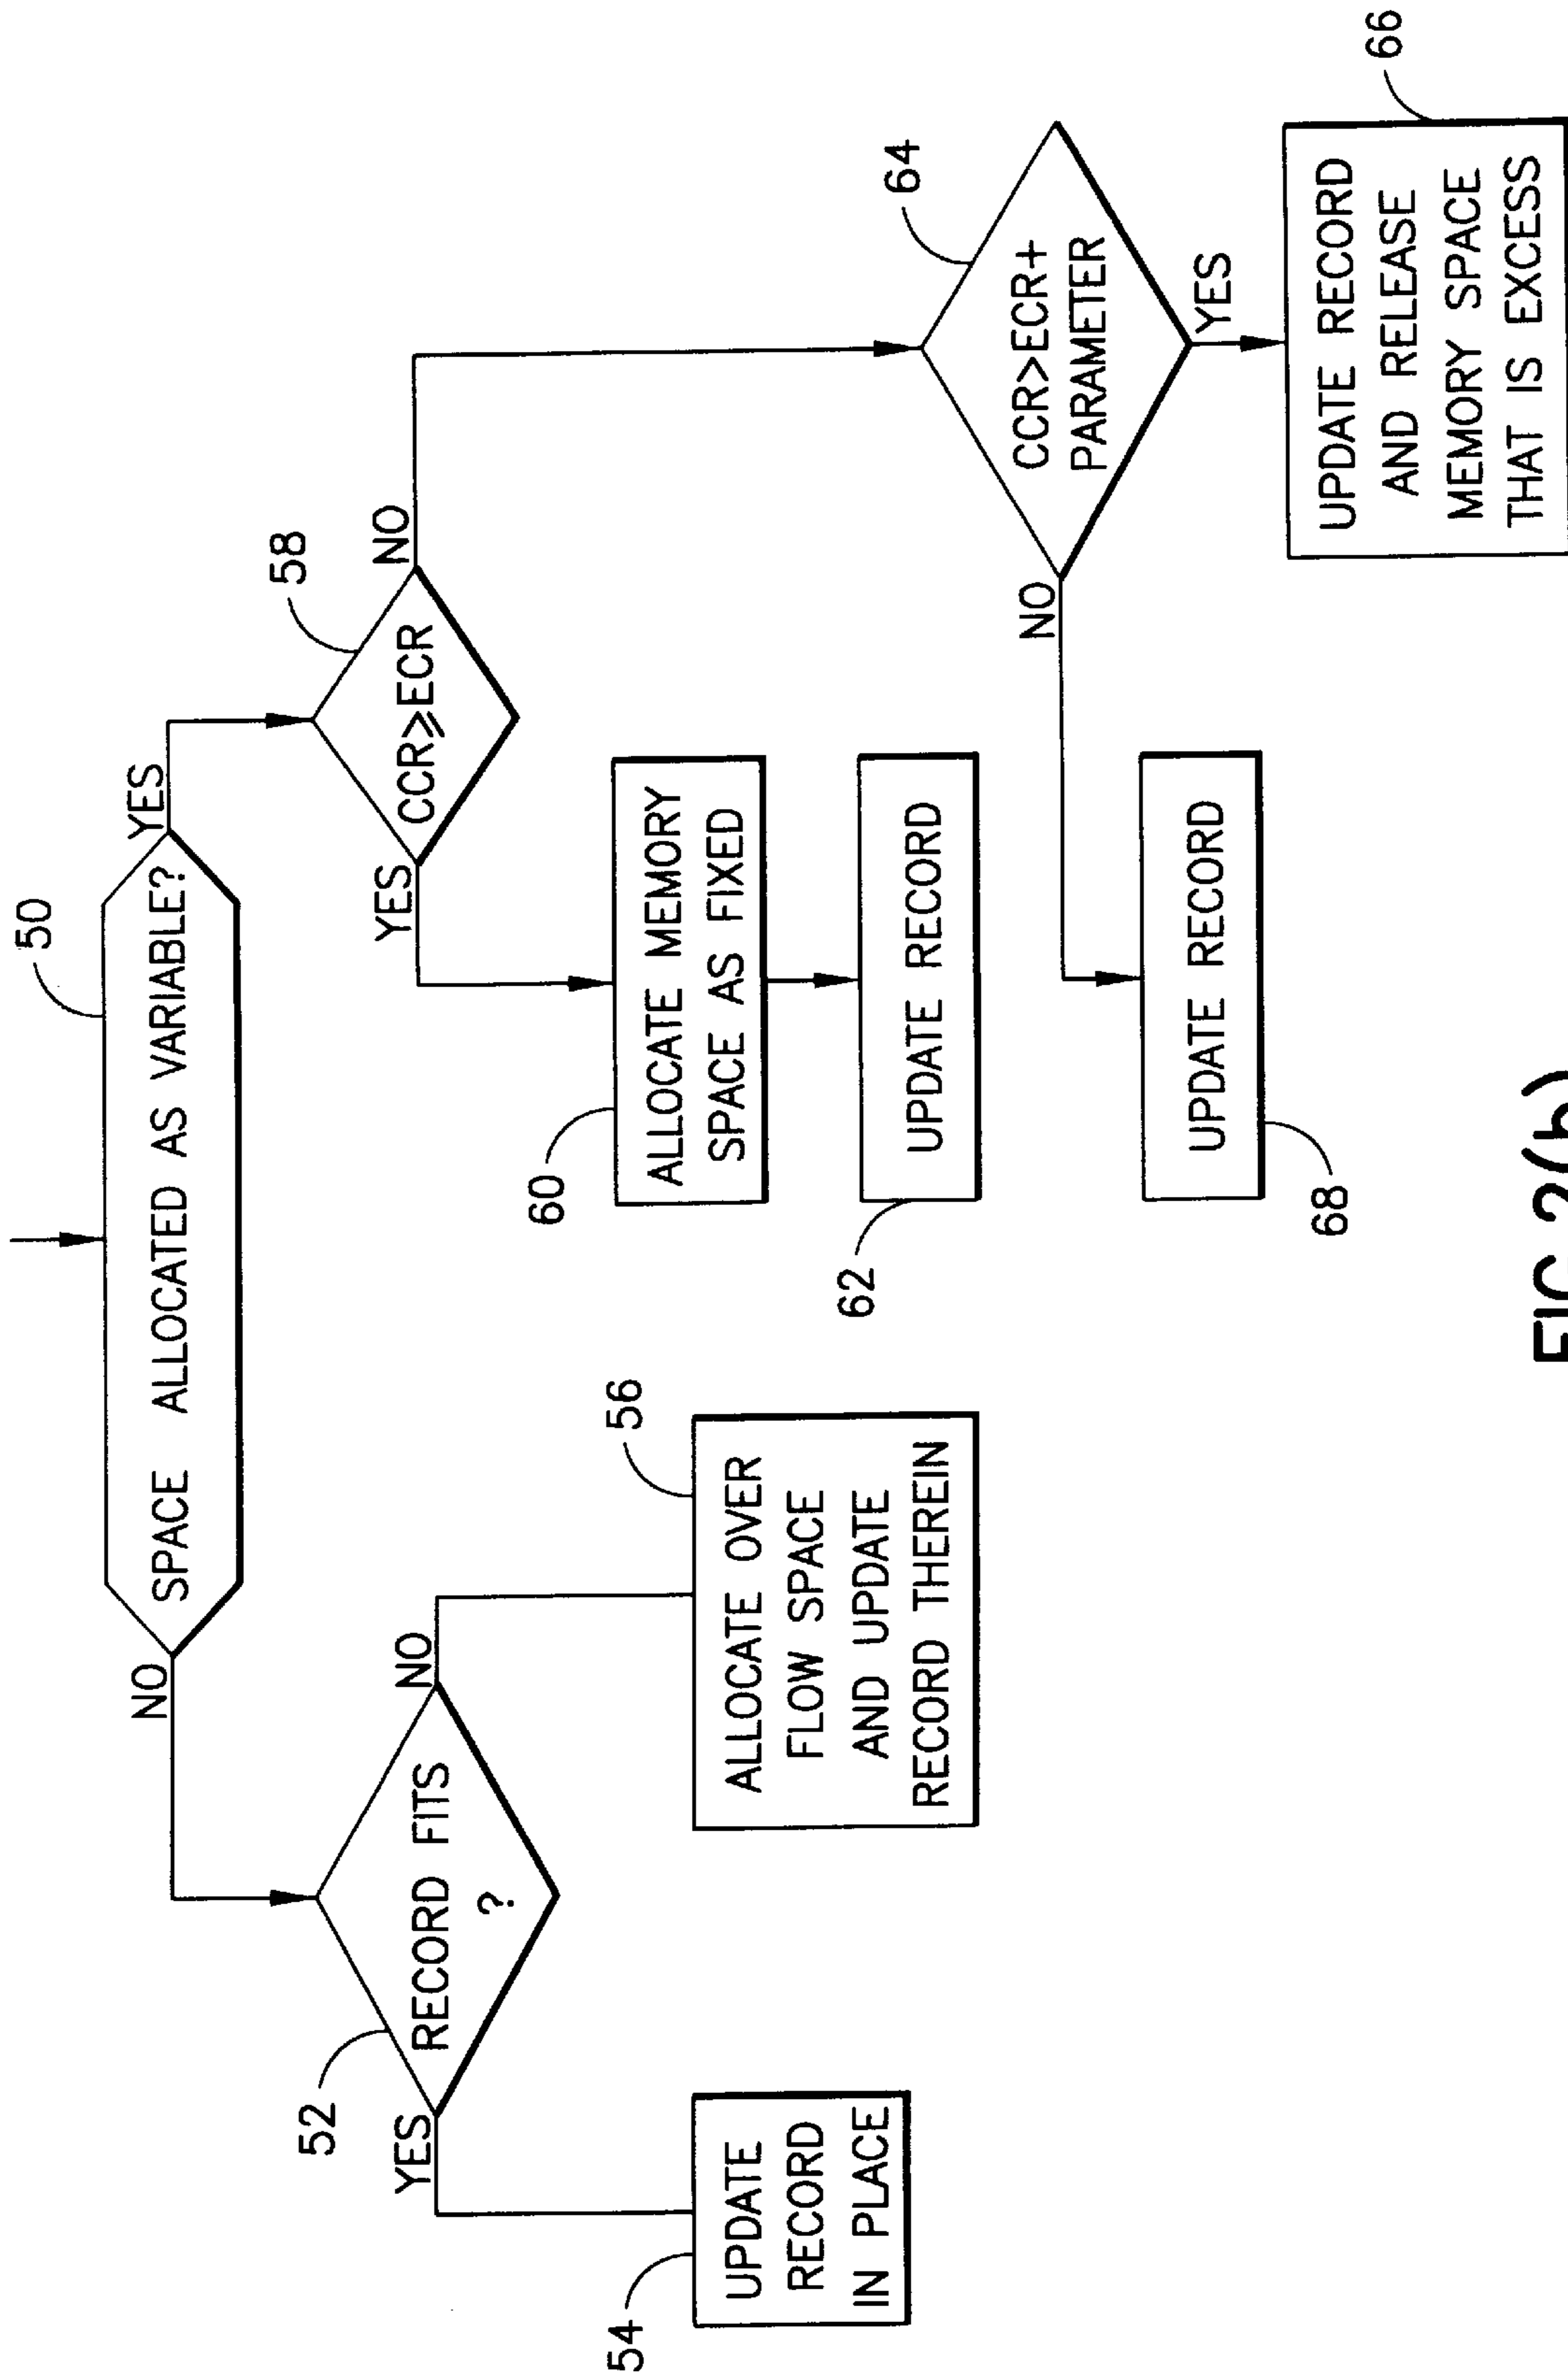 50
SPACE ALLOCATED AS VARIABLE?
NO
YES
52
RECORD FITS
?
YES
NO
54
UPDATE
RECORD
IN PLACE
56
ALLOCATE OVER
FLOW SPACE
AND UPDATE
RECORD THEREIN
58
CCR⩾ECR
YES
NO
60
ALLOCATE MEMORY
SPACE AS FIXED
62
UPDATE RECORD
64
CCR>ECR+
PARAMETER
NO
YES
68
UPDATE RECORD
66
UPDATE RECORD
AND RELEASE
MEMORY SPACE
THAT IS EXCESS
FIG.2(b)